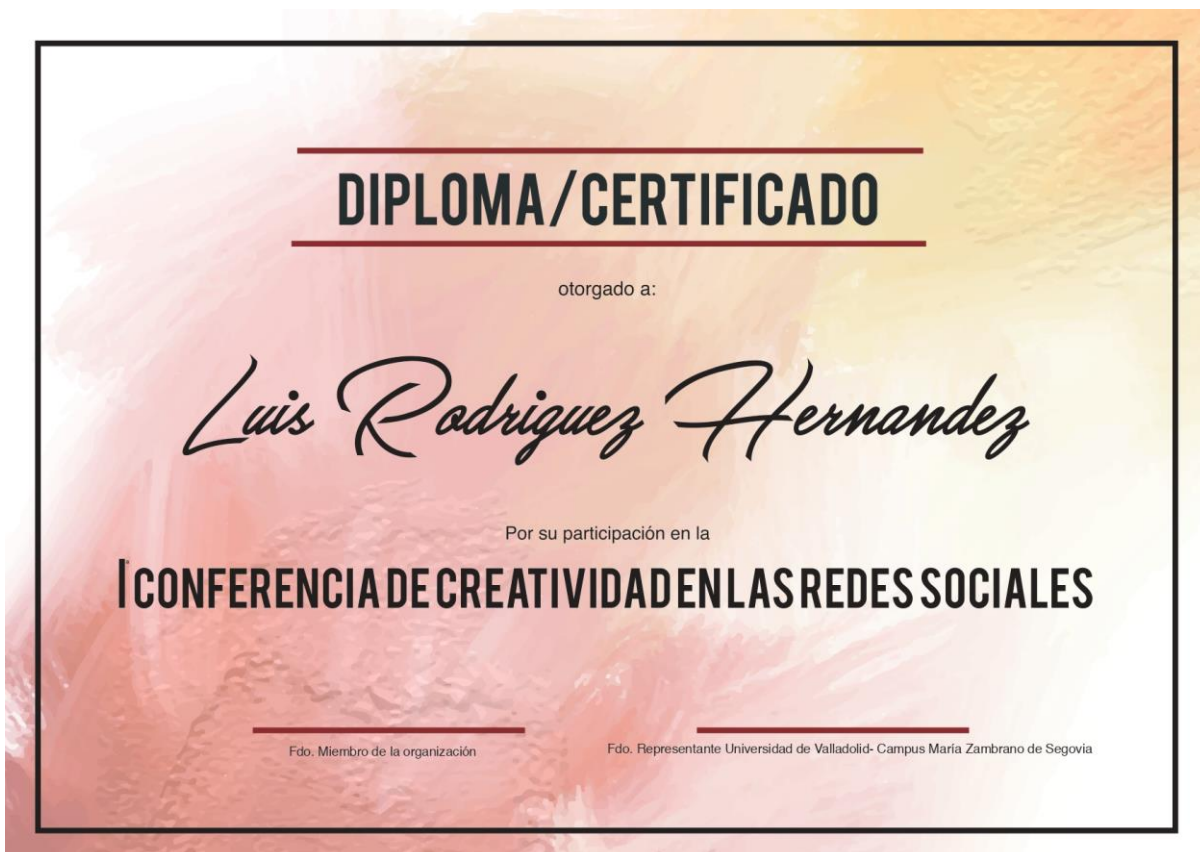 DIPLOMA/CERTIFICADO
otorgado a:
Luis Rodriguez Hernandez
Por su participación en la
Iª CONFERENCIA DE CREATIVIDAD EN LAS REDES SOCIALES
Fdo. Miembro de la organización
Fdo. Representante Universidad de Valladolid- Campus María Zambrano de Segovia